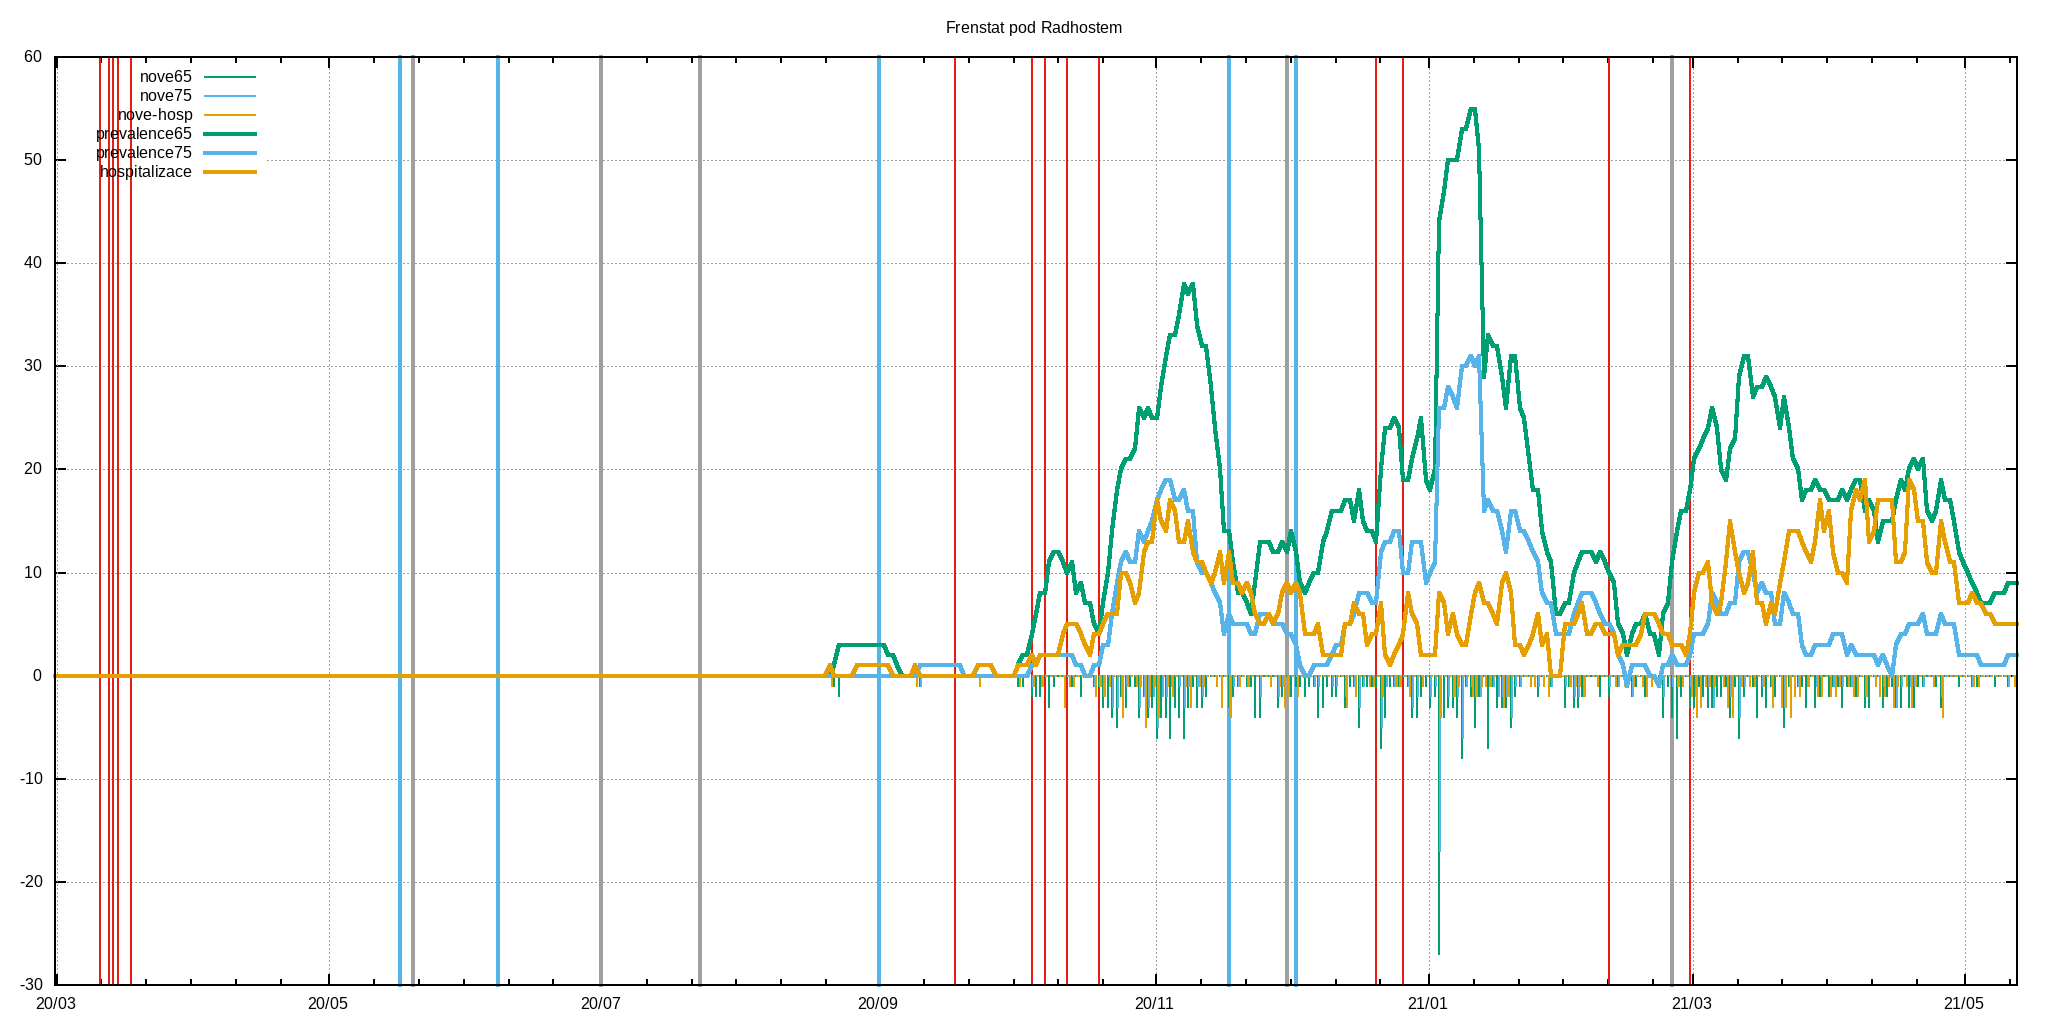 Frenstat pod Radhostem
60
50
40
30
20
10
0
-10
-20
-30
nove65
nove75
nove-hosp
prevalence65
prevalence75
hospitalizace
20/03 20/05 20/07 20/09 20/11 21/01 21/03 21/05